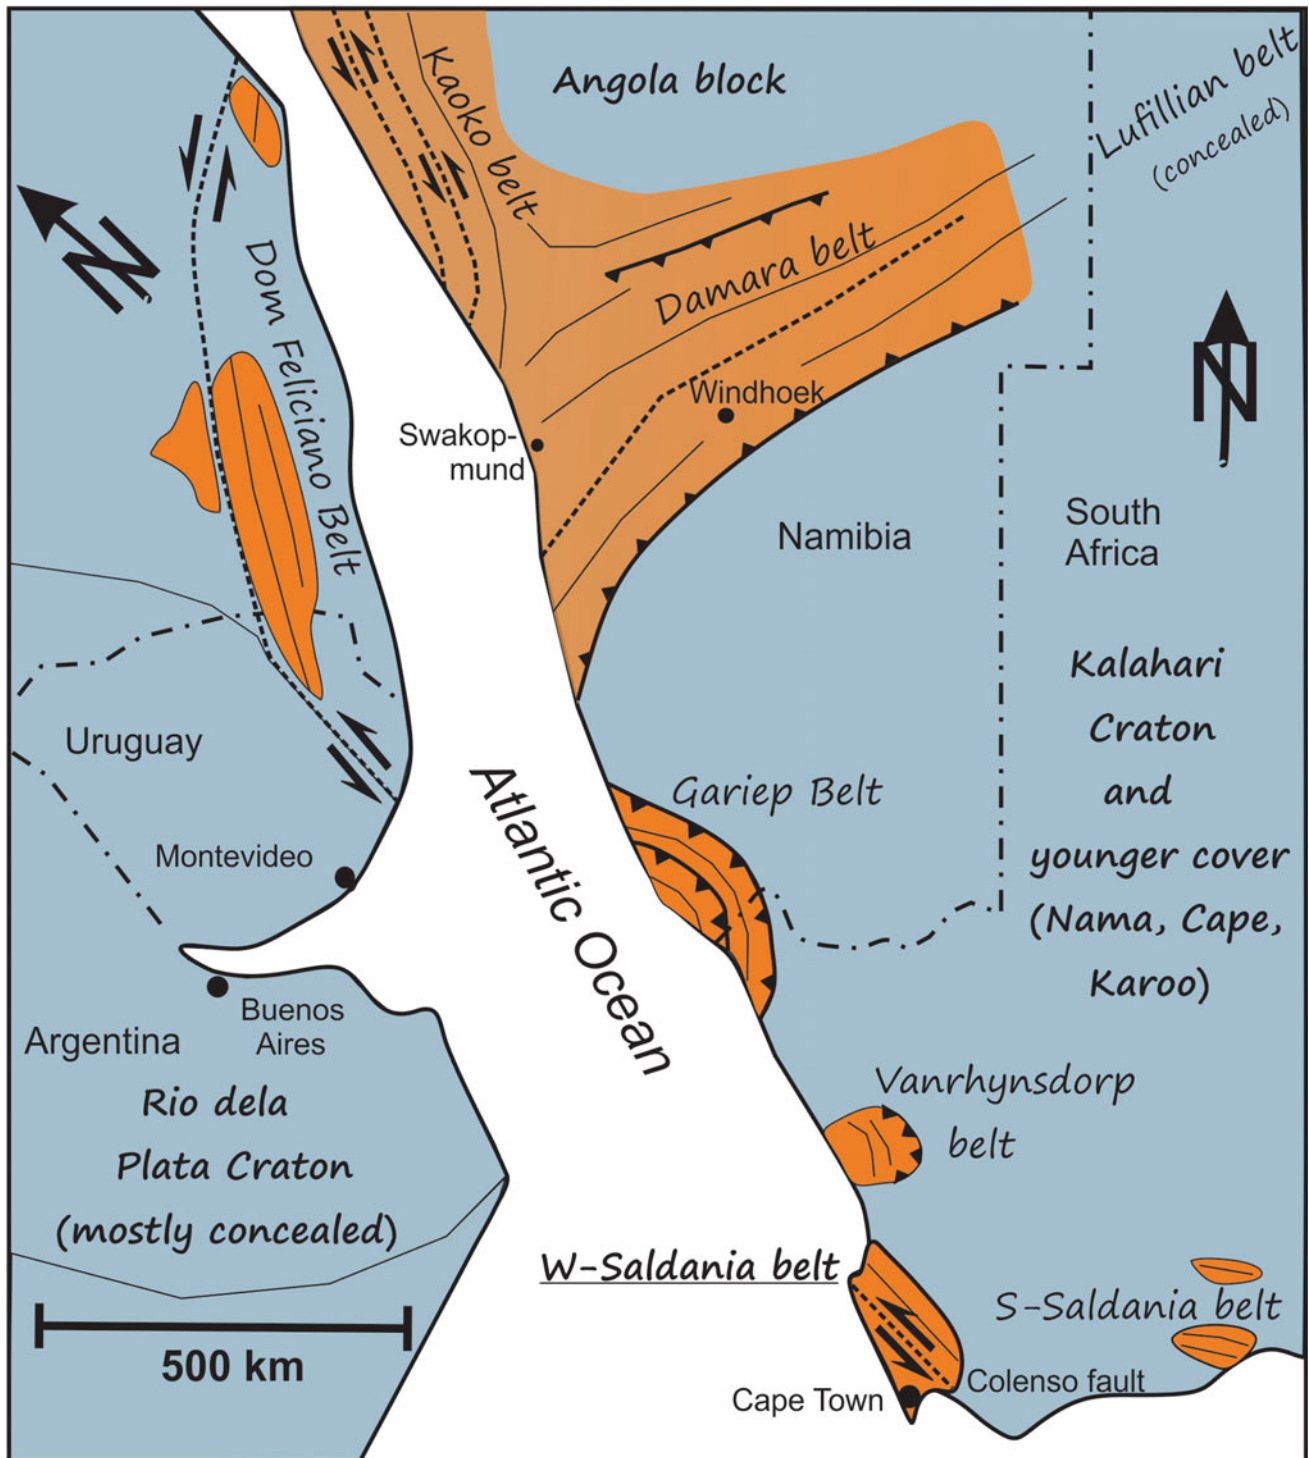 Angola block
Lufillian belt
(concealed)
Kaoko belt
Damara belt
Dom Feliciano Belt
N
N
Windhoek
Swakop-
mund
Namibia
South
Africa
Kalahari
Craton
and
younger cover
(Nama, Cape,
Karoo)
Uruguay
Gariep Belt
Montevideo
Atlantic Ocean
Buenos
Aires
Argentina
Rio dela
Plata Craton
(mostly concealed)
Vanrhynsdorp
belt
W-Saldania belt
S-Saldania belt
500 km
Colenso fault
Cape Town